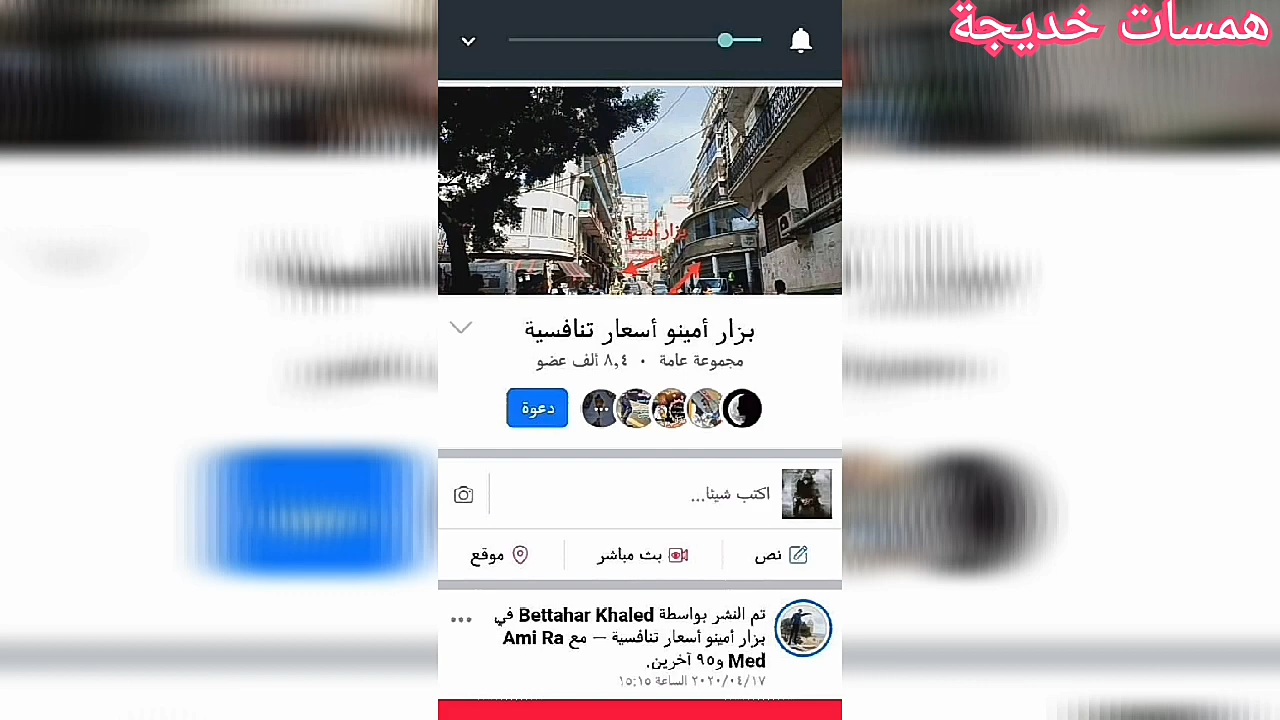 همسات خديجة
بزار أمينو
بزار أمينو أسعار تنافسية
مجموعة عامة · ٨,٤ ألف عضو
دعوة
اكتب شيئا...
نص
بث مباشر
موقع
تم النشر بواسطة Bettahar Khaled في
بزار أمينو أسعار تنافسية — مع Ami Ra
Med و٩٥ آخرين.
٢٠٢٠/٠٤/١٧ الساعة ١٥:١٥